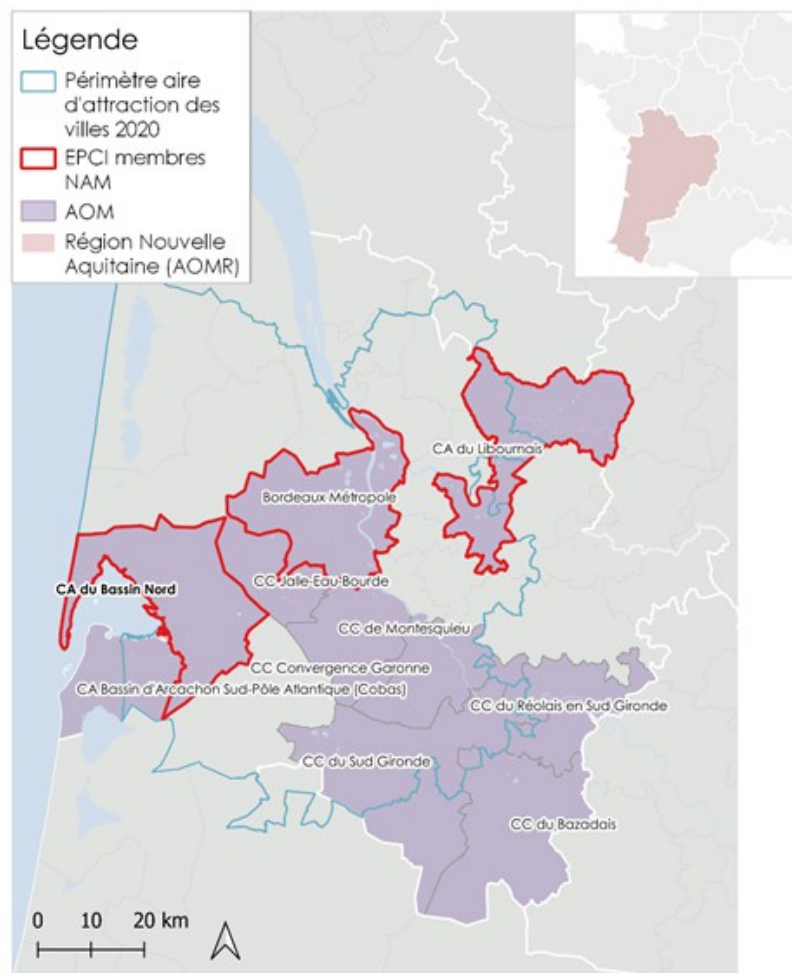 Légende
Périmètre aire
d'attraction des
villes 2020
EPCI membres
NAM
AOM
Région Nouvelle
Aquitaine (AOMR)
CA du Libournais
Bordeaux Métropole
CC Jalle-Eau-Bourde
CA du Bassin Nord
CC de Montesquieu
CC Convergence Garonne
CA Bassin d'Arcachon Sud-Pôle Atlantique (Cobas)
CC du Réolais en Sud Gironde
CC du Sud Gironde
CC du Bazadais
0 10 20 km